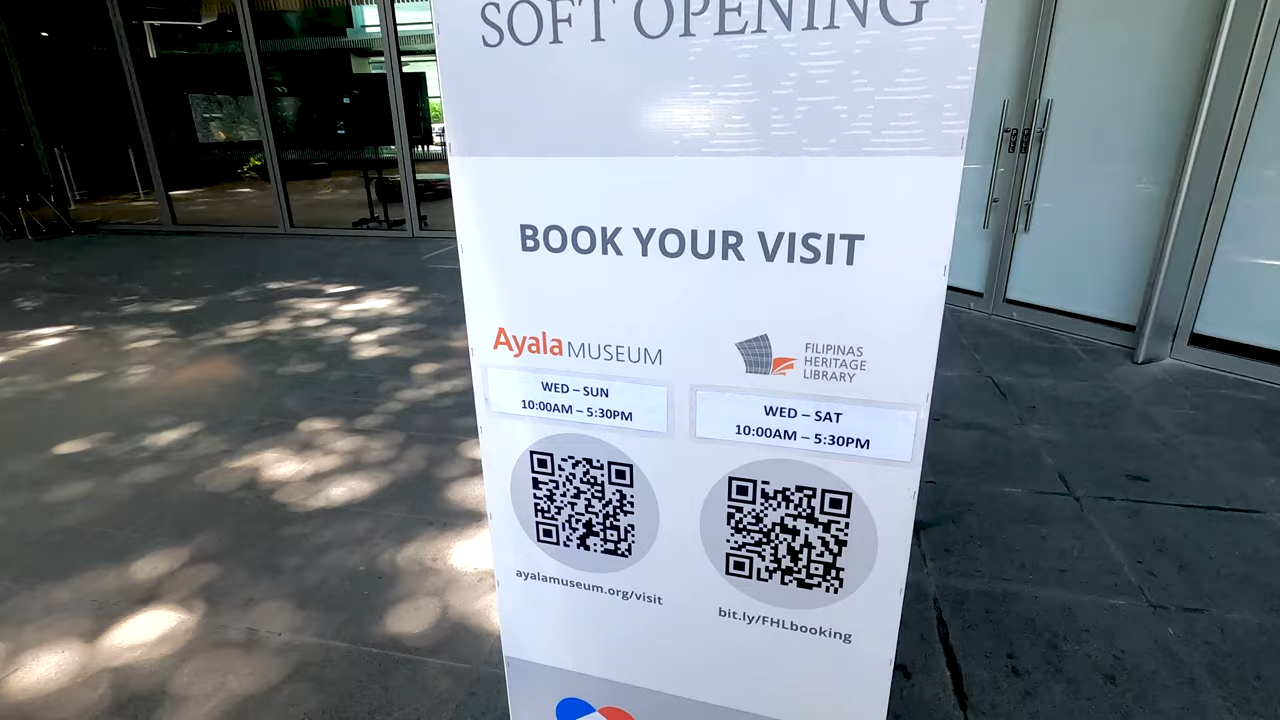 SOFT OPENING
BOOK YOUR VISIT
Ayala MUSEUM
WED – SUN
10:00AM – 5:30PM
ayalamuseum.org/visit
FILIPINAS
HERITAGE
LIBRARY
WED – SAT
10:00AM – 5:30PM
bit.ly/FHLbooking